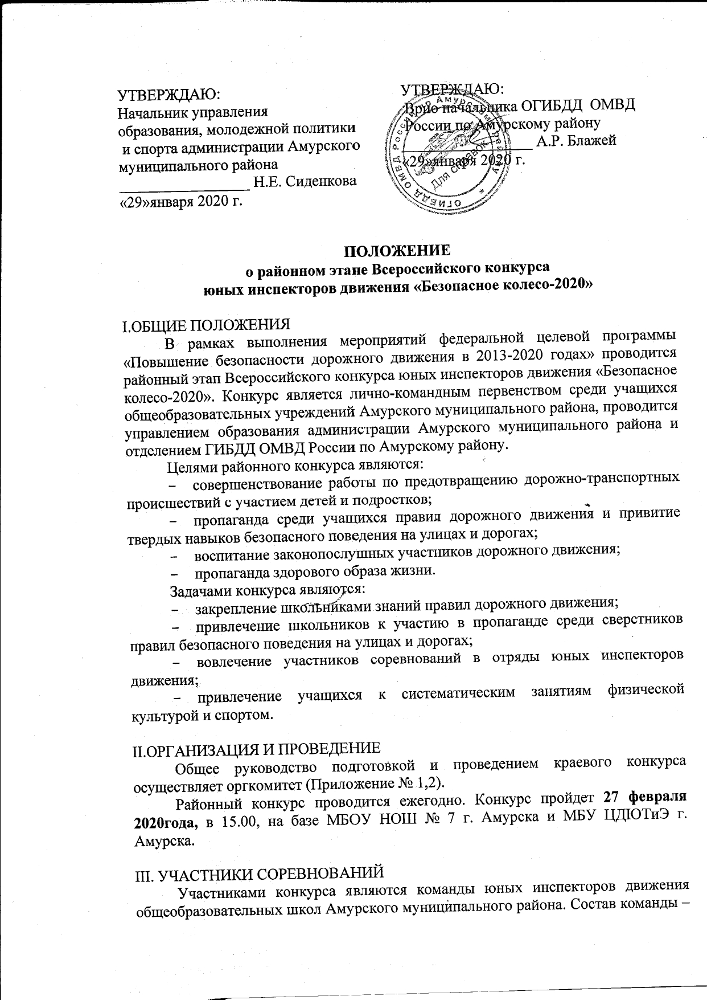 УТВЕРЖДАЮ:
Начальник управления
образования, молодежной политики
и спорта администрации Амурского
муниципального района
_________________ Н.Е. Сиденкова
«29»января 2020 г.
УТВЕРЖДАЮ:
Врио начальника ОГИБДД ОМВД
России по Амурскому району
_________________ А.Р. Блажей
«29»января 2020 г.
ОГИБДД ОМВД России по Амурскому району *
Для справок
ПОЛОЖЕНИЕ
о районном этапе Всероссийского конкурса
юных инспекторов движения «Безопасное колесо-2020»
I.ОБЩИЕ ПОЛОЖЕНИЯ
В рамках выполнения мероприятий федеральной целевой программы
«Повышение безопасности дорожного движения в 2013-2020 годах» проводится
районный этап Всероссийского конкурса юных инспекторов движения «Безопасное
колесо-2020». Конкурс является лично-командным первенством среди учащихся
общеобразовательных учреждений Амурского муниципального района, проводится
управлением образования администрации Амурского муниципального района и
отделением ГИБДД ОМВД России по Амурскому району.
Целями районного конкурса являются:
– совершенствование работы по предотвращению дорожно-транспортных
происшествий с участием детей и подростков;
– пропаганда среди учащихся правил дорожного движения и привитие
твердых навыков безопасного поведения на улицах и дорогах;
– воспитание законопослушных участников дорожного движения;
– пропаганда здорового образа жизни.
Задачами конкурса являются:
– закрепление школьниками знаний правил дорожного движения;
– привлечение школьников к участию в пропаганде среди сверстников
правил безопасного поведения на улицах и дорогах;
– вовлечение участников соревнований в отряды юных инспекторов
движения;
– привлечение учащихся к систематическим занятиям физической
культурой и спортом.
II.ОРГАНИЗАЦИЯ И ПРОВЕДЕНИЕ
Общее руководство подготовкой и проведением краевого конкурса
осуществляет оргкомитет (Приложение № 1,2).
Районный конкурс проводится ежегодно. Конкурс пройдет 27 февраля
2020года, в 15.00, на базе МБОУ НОШ № 7 г. Амурска и МБУ ЦДЮТиЭ г.
Амурска.
III. УЧАСТНИКИ СОРЕВНОВАНИЙ
Участниками конкурса являются команды юных инспекторов движения
общеобразовательных школ Амурского муниципального района. Состав команды –